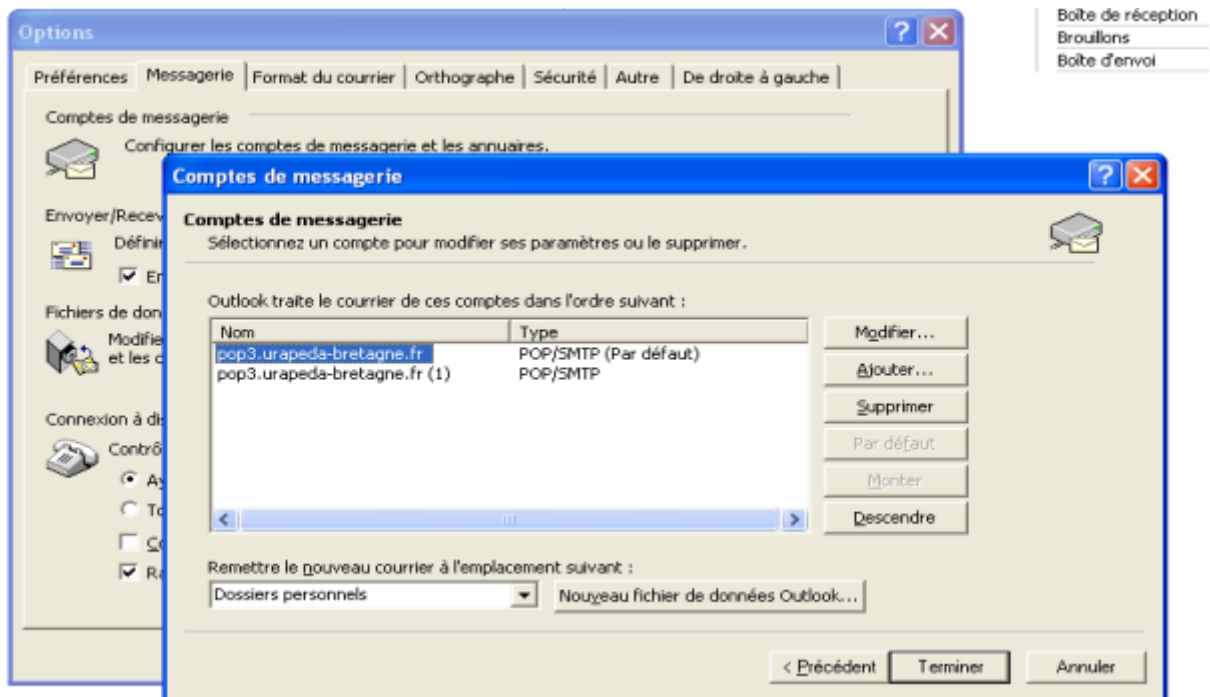 Options
Boîte de réception
Brouillons
Boîte d'envoi
Préférences Messagerie Format du courrier Orthographe Sécurité Autre De droite à gauche
Comptes de messagerie
Configurer les comptes de messagerie et les annuaires.
Envoyer/Recev
Défini
En
Fichiers de don
Modifie
et les d
Connexion à di
Contrô
Comptes de messagerie
Comptes de messagerie
Sélectionnez un compte pour modifier ses paramètres ou le supprimer.
Outlook traite le courrier de ces comptes dans l'ordre suivant :
Nom Type
pop3.urapeda-bretagne.fr POP/SMTP (Par défaut)
pop3.urapeda-bretagne.fr (1) POP/SMTP
Modifier...
Ajouter...
Supprimer
Par défaut
Monter
Descendre
Remettre le nouveau courrier à l'emplacement suivant :
Dossiers personnels Nouveau fichier de données Outlook...
< Précédent Terminer Annuler